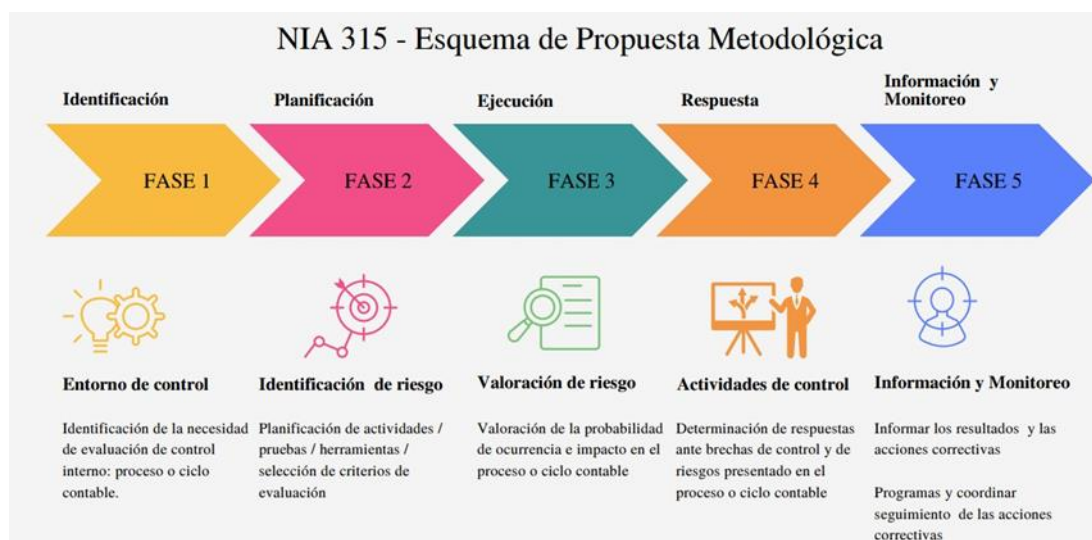 NIA 315 - Esquema de Propuesta Metodológica
Identificación
Planificación
Ejecución
Respuesta
Información y
Monitoreo
FASE 1
FASE 2
FASE 3
FASE 4
FASE 5
Entorno de control
Identificación de la necesidad
de evaluación de control
interno: proceso o ciclo
contable.
Identificación de riesgo
Planificación de actividades /
pruebas / herramientas /
selección de criterios de
evaluación
Valoración de riesgo
Valoración de la probabilidad
de ocurrencia e impacto en el
proceso o ciclo contable
Actividades de control
Determinación de respuestas
ante brechas de control y de
riesgos presentado en el
proceso o ciclo contable
Información y Monitoreo
Informar los resultados y las
acciones correctivas
Programas y coordinar
seguimiento de las acciones
correctivas